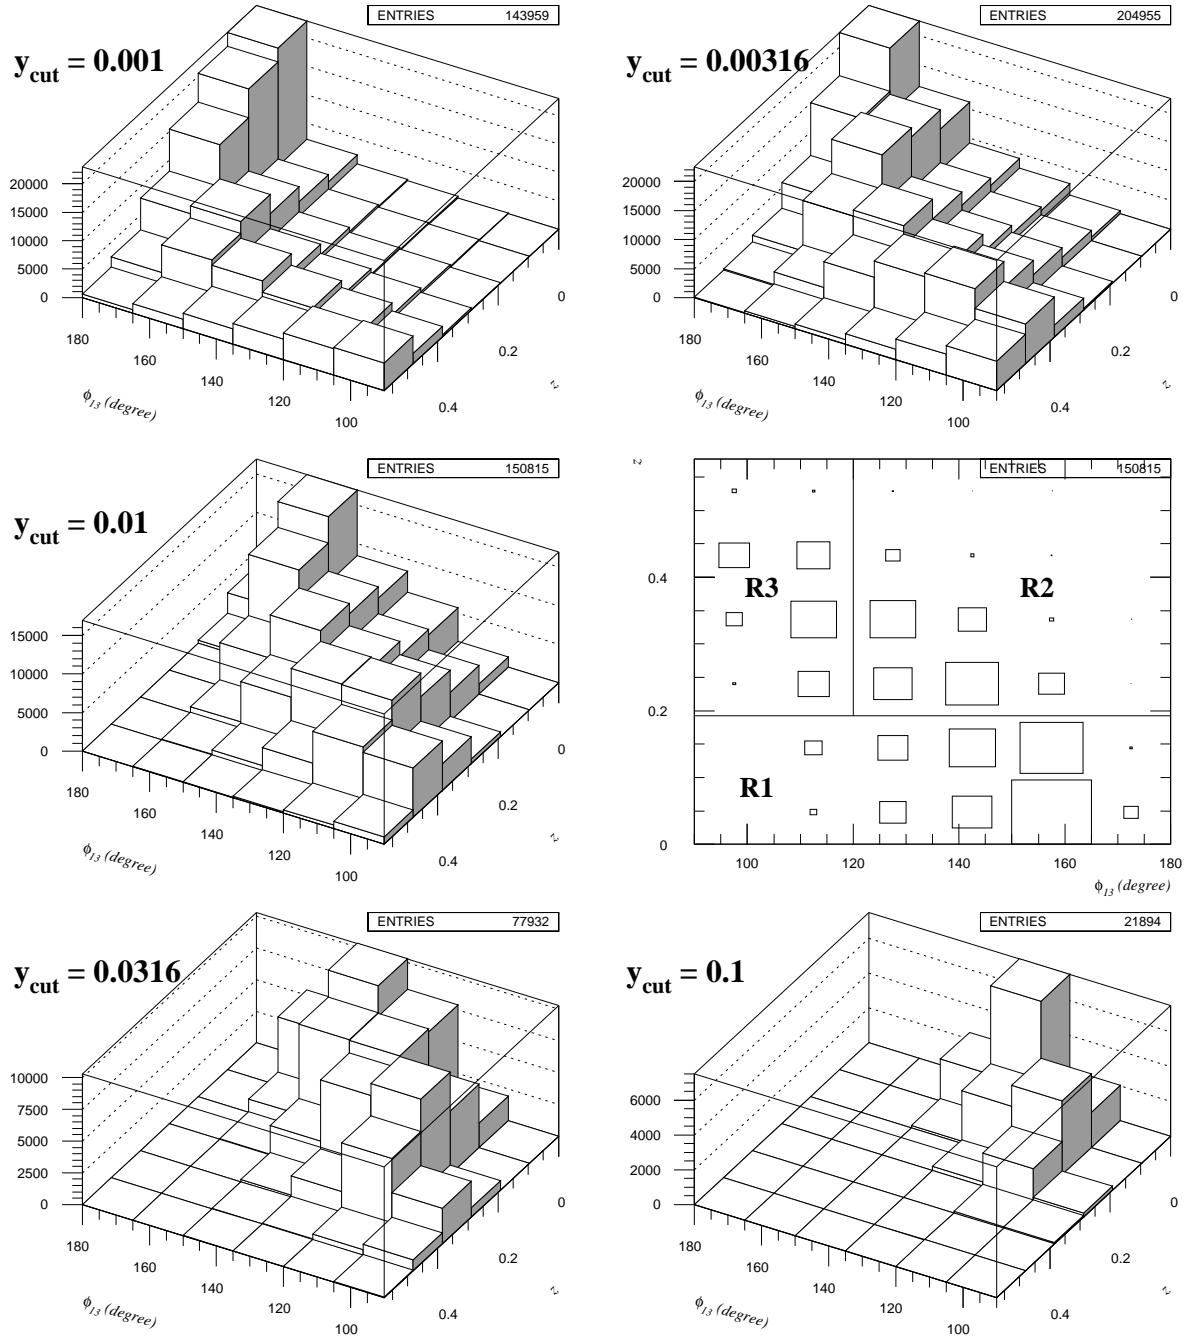 ENTRIES 143959
y_cut = 0.001
20000
15000
10000
5000
0
180
160
140
120
100
0
0.2
0.4
z
ϕ_13 (degree)
ENTRIES 204955
y_cut = 0.00316
20000
15000
10000
5000
0
180
160
140
120
100
0
0.2
0.4
z
ϕ_13 (degree)
ENTRIES 150815
y_cut = 0.01
15000
10000
5000
0
180
160
140
120
100
0
0.2
0.4
z
ϕ_13 (degree)
z
ENTRIES 150815
0.4
R3
R2
0.2
R1
0
100
120
140
160
180
ϕ_13 (degree)
ENTRIES 77932
y_cut = 0.0316
10000
7500
5000
2500
0
180
160
140
120
100
0
0.2
0.4
z
ϕ_13 (degree)
ENTRIES 21894
y_cut = 0.1
6000
4000
2000
0
180
160
140
120
100
0
0.2
0.4
z
ϕ_13 (degree)